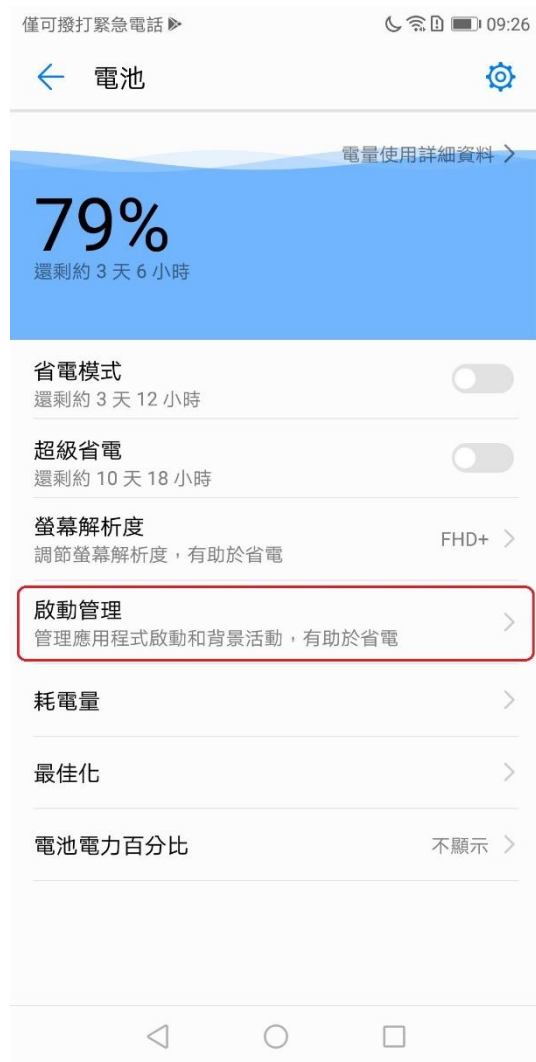 僅可撥打緊急電話 09:26
電池
電量使用詳細資料
79%
還剩約 3 天 6 小時
省電模式
還剩約 3 天 12 小時
超級省電
還剩約 10 天 18 小時
螢幕解析度 FHD+
調節螢幕解析度，有助於省電
啟動管理
管理應用程式啟動和背景活動，有助於省電
耗電量
最佳化
電池電力百分比 不顯示